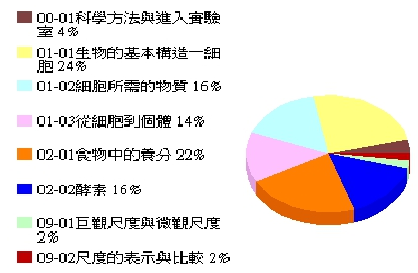 00-01科學方法與進入實驗
室 4%
01-01生物的基本構造—細
胞 24%
01-02細胞所需的物質 16%
01-03從細胞到個體 14%
02-01食物中的養分 22%
02-02酵素 16%
09-01巨觀尺度與微觀尺度
2%
09-02尺度的表示與比較 2%